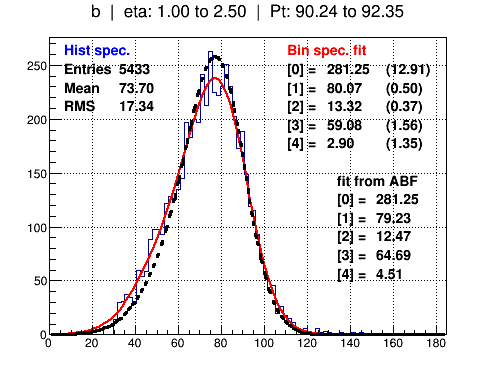 b | eta: 1.00 to 2.50 | Pt: 90.24 to 92.35
Hist spec.
Entries 5433
Mean 73.70
RMS 17.34
Bin spec. fit
[0] = 281.25 (12.91)
[1] = 80.07 (0.50)
[2] = 13.32 (0.37)
[3] = 59.08 (1.56)
[4] = 2.90 (1.35)
fit from ABF
[0] = 281.25
[1] = 79.23
[2] = 12.47
[3] = 64.69
[4] = 4.51
250
200
150
100
50
0
0 20 40 60 80 100 120 140 160 180